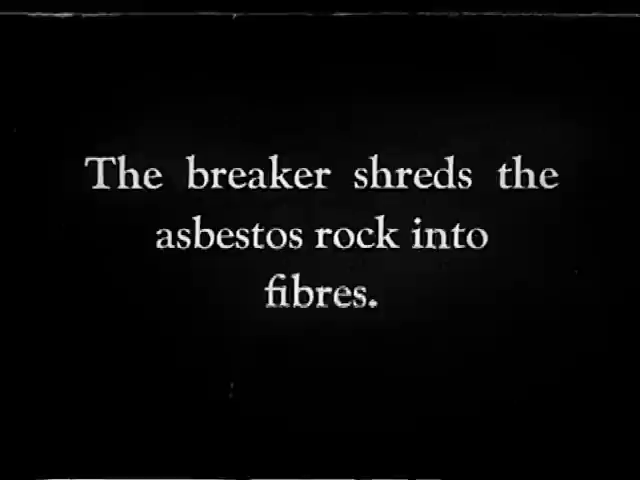 The breaker shreds the
asbestos rock into
fibres.